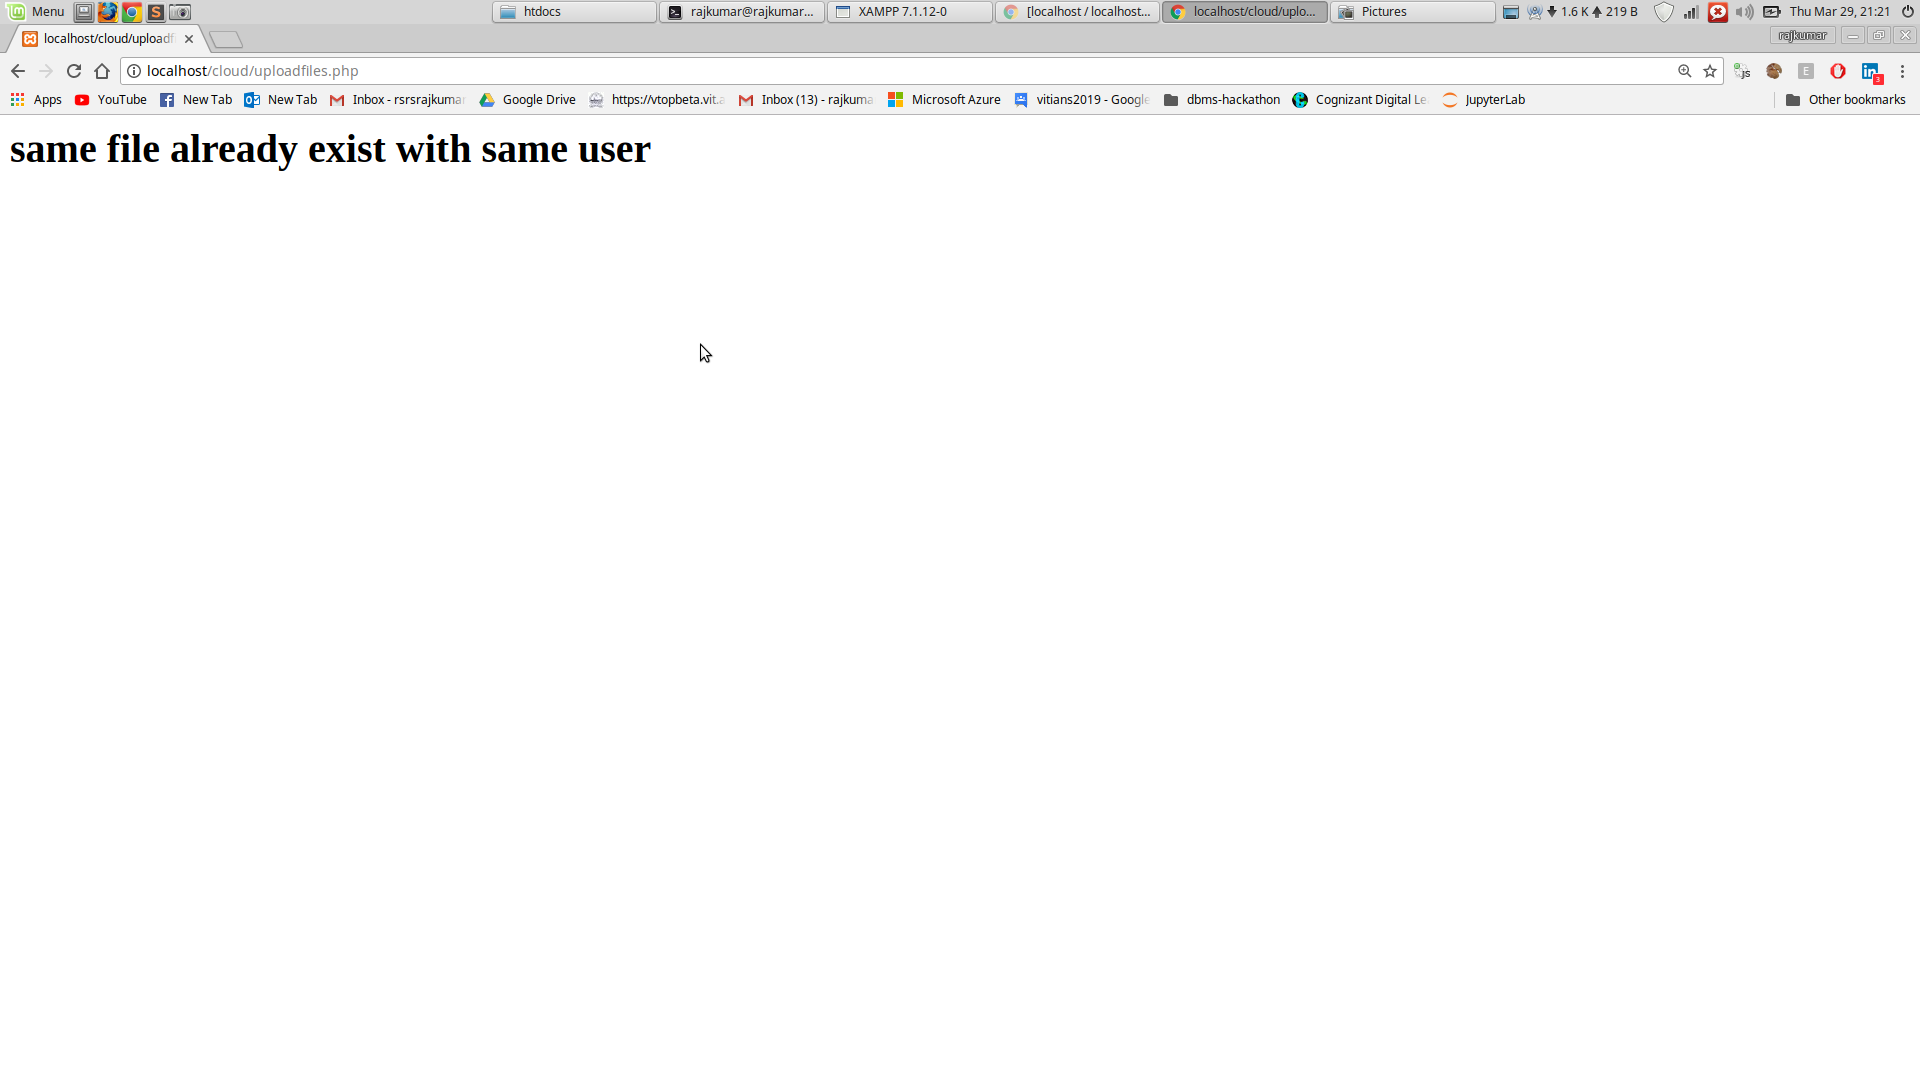 Menu
htdocs
rajkumar@rajkumar...
XAMPP 7.1.12-0
[localhost / localhost...
localhost/cloud/uplo...
Pictures
1.6 K 219 B
Thu Mar 29, 21:21
localhost/cloud/uploadf
rajkumar
localhost/cloud/uploadfiles.php
JS
E
in
3
Apps
YouTube
New Tab
New Tab
Inbox - rsrsrajkumar
Google Drive
https://vtopbeta.vit.a
Inbox (13) - rajkuma
Microsoft Azure
vitians2019 - Google
dbms-hackathon
Cognizant Digital Le
JupyterLab
Other bookmarks
same file already exist with same user